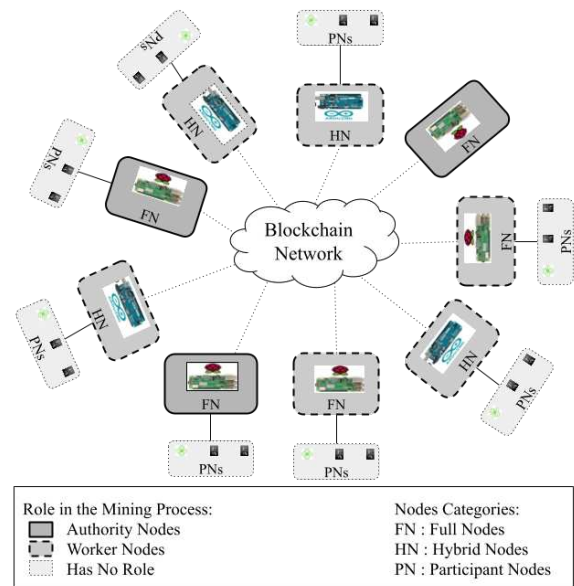 PNs
PNs
PNs
HN
HN
FN
PNs
FN
Blockchain
Network
FN
PNs
PNs
HN
HN
PNs
FN
FN
PNs
PNs
Role in the Mining Process:
Authority Nodes
Worker Nodes
Has No Role
Nodes Categories:
FN : Full Nodes
HN : Hybrid Nodes
PN : Participant Nodes